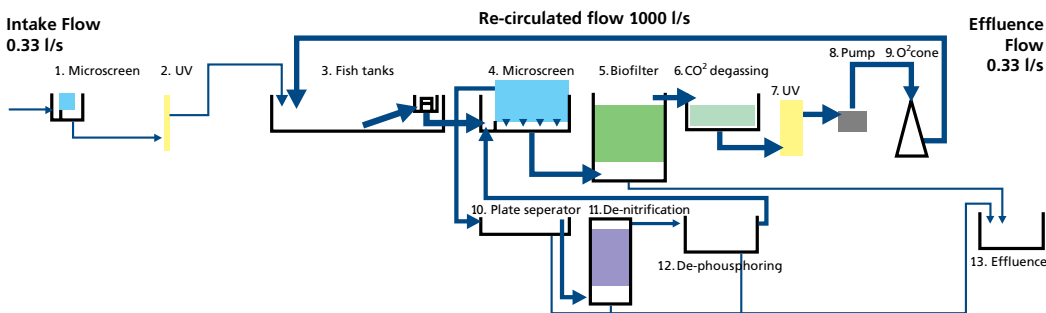 Re-circulated flow 1000 l/s
Intake Flow
0.33 l/s
Effluence
Flow
0.33 l/s
1. Microscreen
2. UV
3. Fish tanks
4. Microscreen
5. Biofilter
6. CO² degassing
7. UV
8. Pump
9. O²cone
10. Plate seperator
11. De-nitrification
12. De-phousphoring
13. Effluence